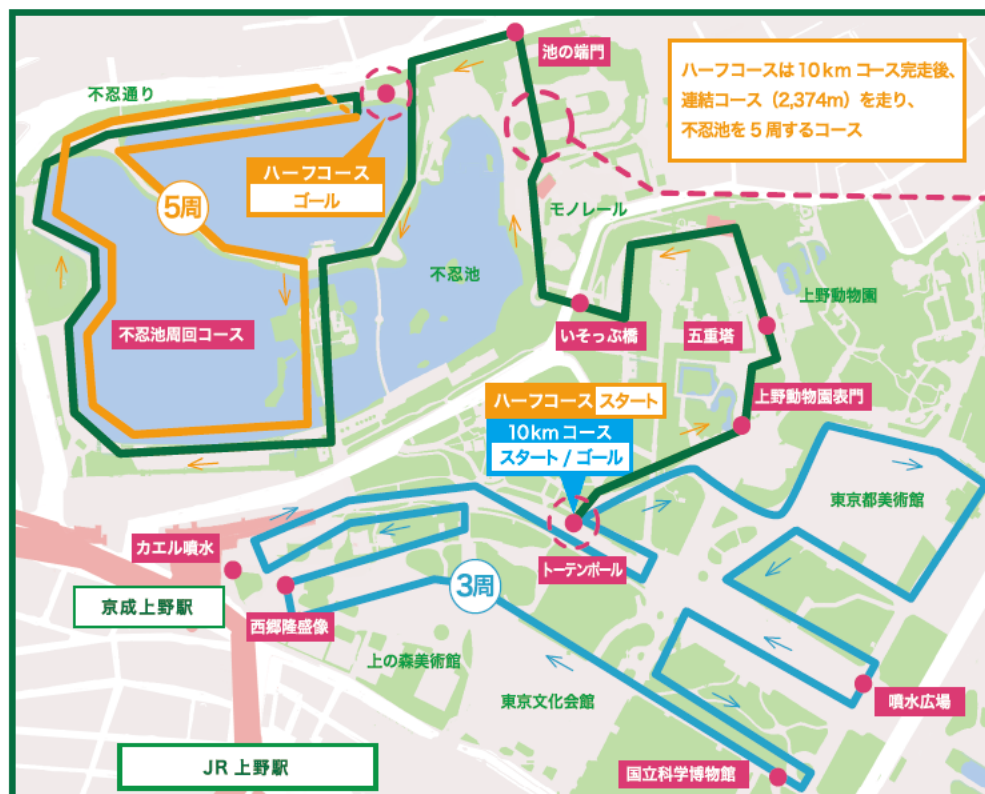 池の端門
ハーフコースは10kmコース完走後、
連結コース（2,374m）を走り、
不忍池を5周するコース
不忍通り
ハーフコース
ゴール
5周
モノレール
不忍池
上野動物園
不忍池周回コース
いそっぷ橋
五重塔
上野動物園表門
ハーフコース スタート
10kmコース
スタート / ゴール
東京都美術館
カエル噴水
トーテンポール
3周
京成上野駅
西郷隆盛像
上の森美術館
東京文化会館
噴水広場
国立科学博物館
JR 上野駅